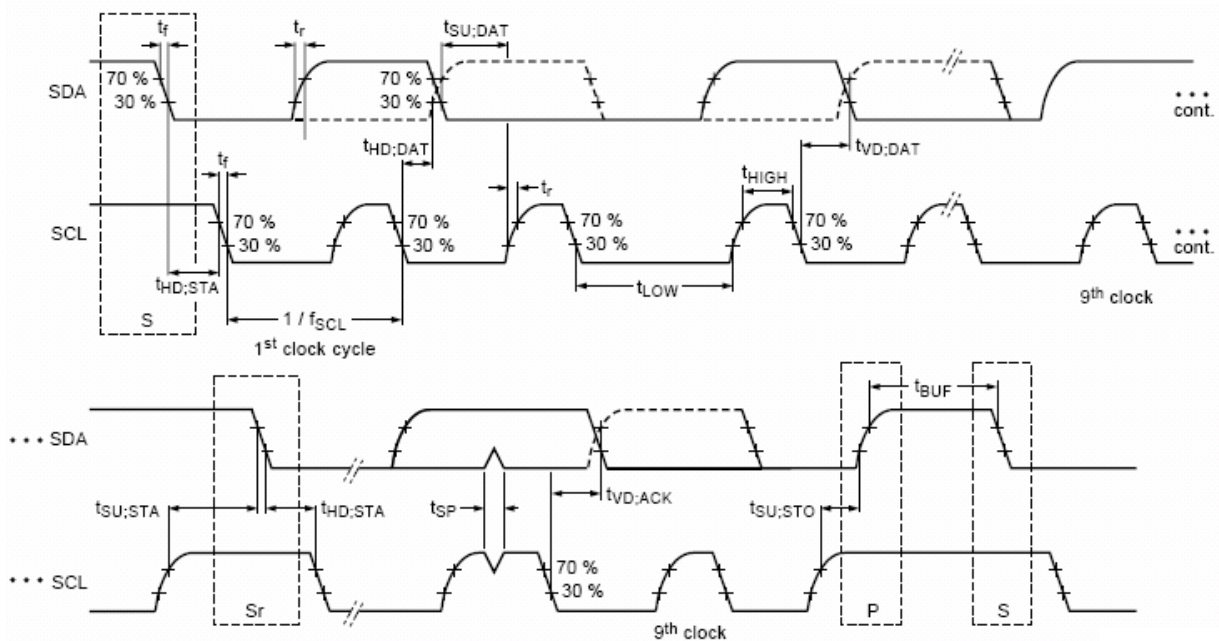 tf tr tSU;DAT
70 % 70 %
SDA
30 % 30 %
• • •
cont.
tHD;DAT tVD;DAT
tf tr tHIGH
70 % 70 % 70 % 70 %
SCL
30 % 30 % 30 % 30 %
• • •
cont.
tHD;STA tLOW
S 1 / fSCL 9th clock
1st clock cycle
tBUF
• • • SDA
tSU;STA tHD;STA tSP tVD;ACK tSU;STO
70 %
• • • SCL
30 %
Sr P S
9th clock